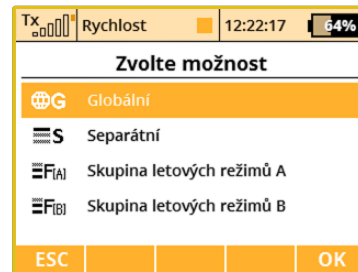 Tx Rychlost 12:22:17 64%
Zvolte možnost
G Globální
S Separátní
F[A] Skupina letových režimů A
F[B] Skupina letových režimů B
ESC OK